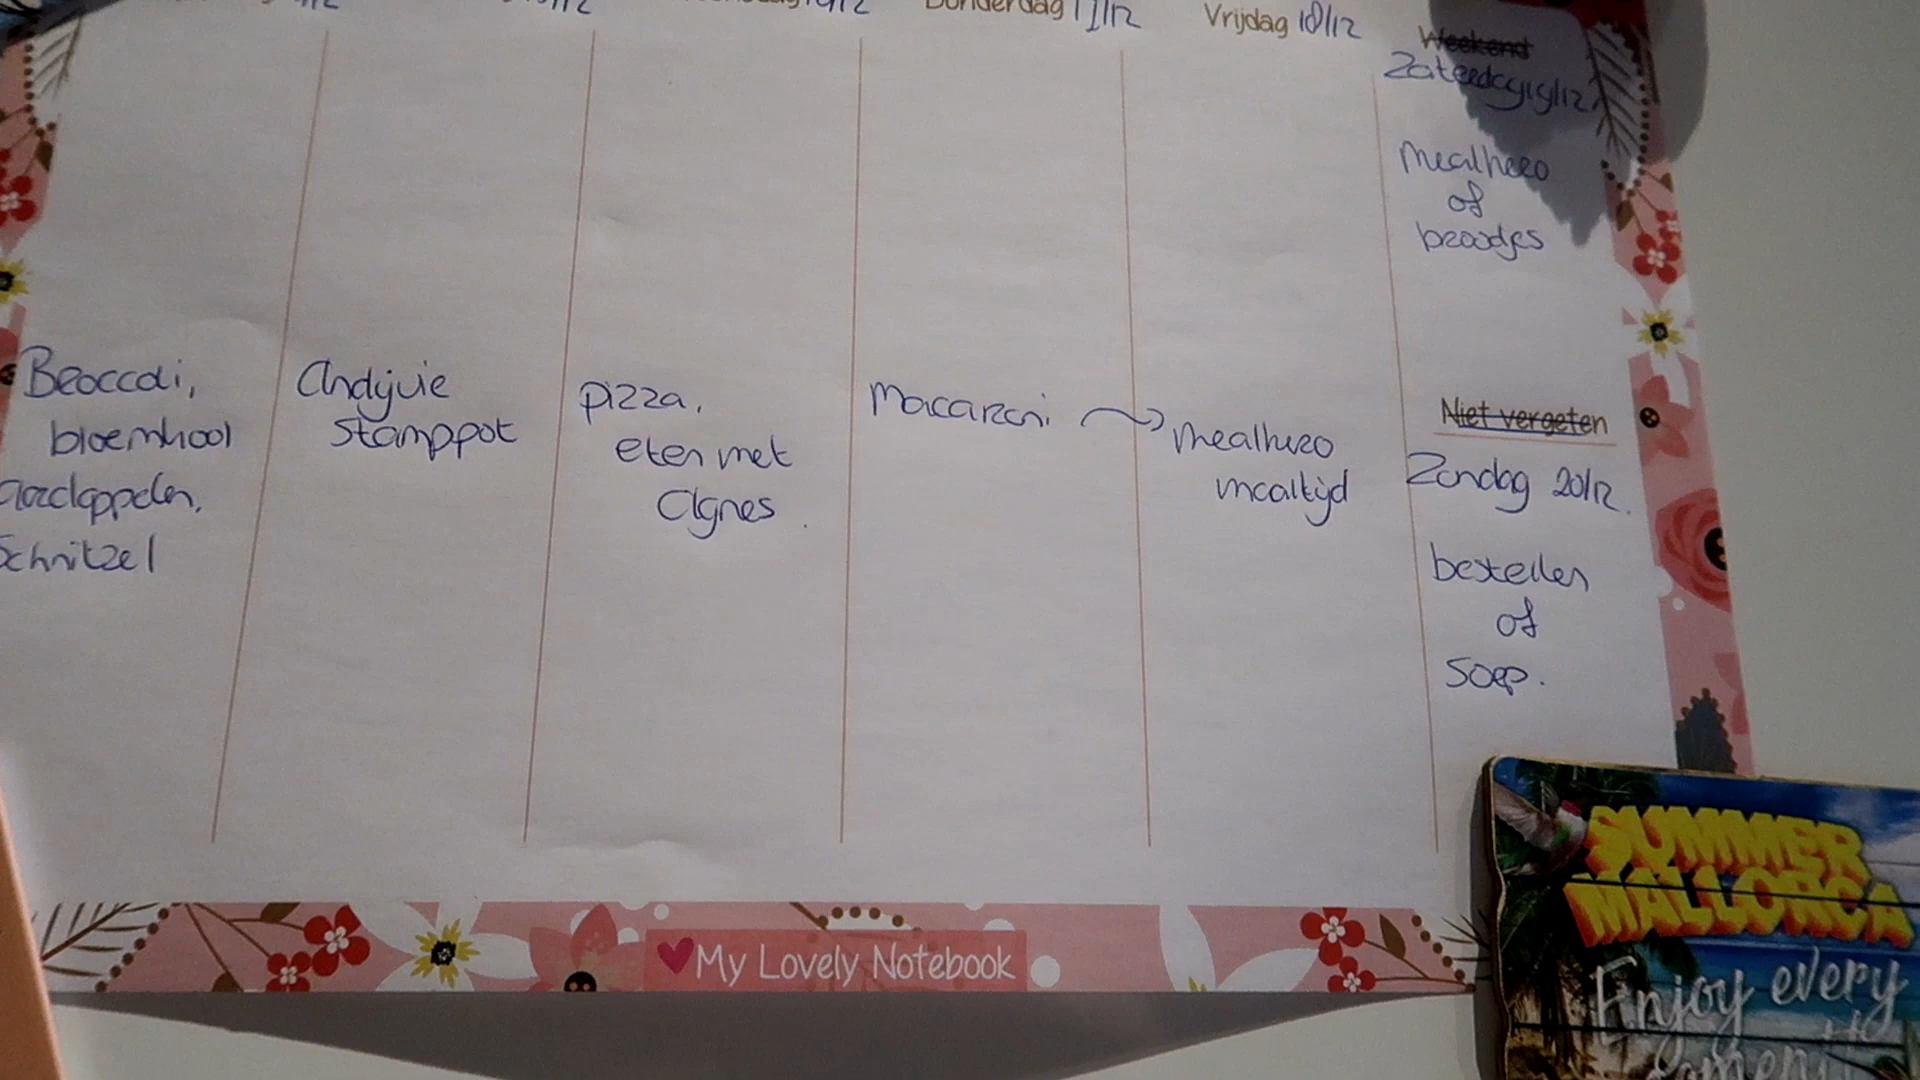 Donderdag 17/12
Vrijdag 18/12
Weekend
Zaterdag 19/12
Mealhero
of
broodjes
Broccoli,
bloemkool
aardappelen,
Schnitzel
Andijvie
stamppot
pizza,
eten met
Agnes.
Macaroni
Mealhero
maaltijd
Niet vergeten
Zondag 20/12.
bestellen
of
soep.
My Lovely Notebook
SUMMER
MALLORCA
Enjoy every